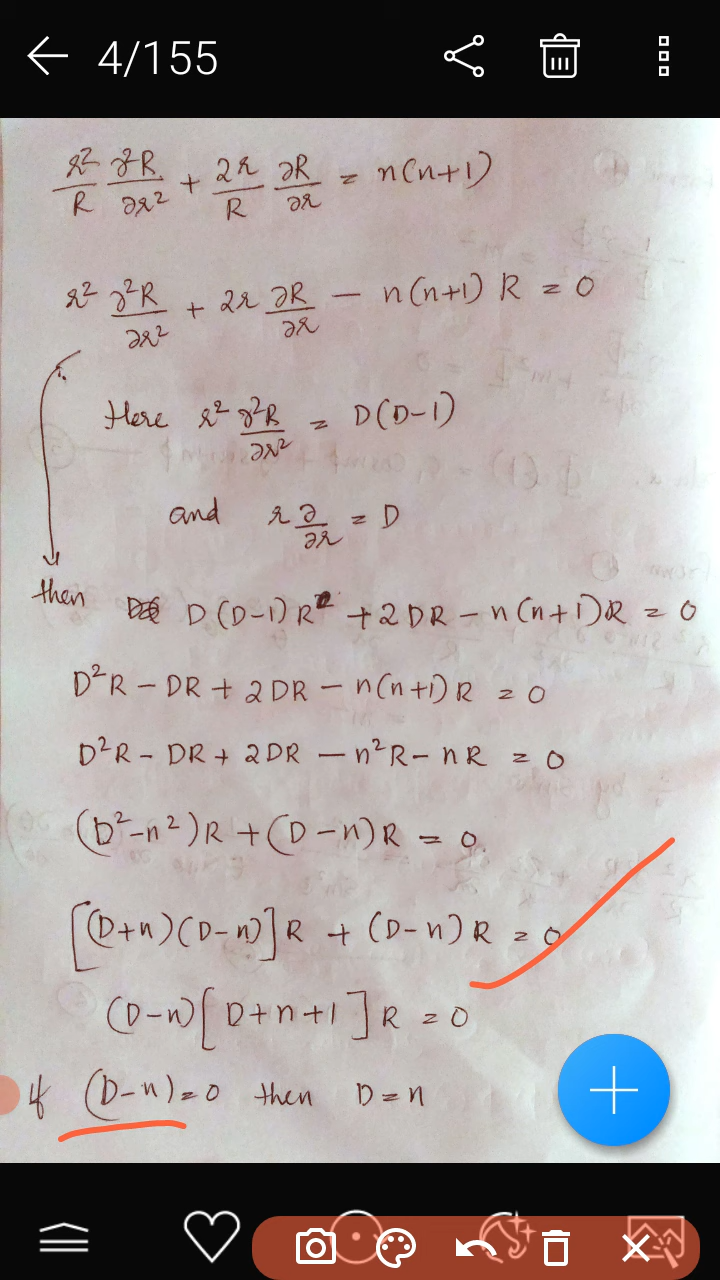 4/155
r²/R ∂²R/∂r² + 2r/R ∂R/∂r = n(n+1)
r² ∂²R/∂r² + 2r ∂R/∂r - n(n+1) R = 0
Here r² ∂²R/∂r² = D(D-1)
and r ∂/∂r = D
then D(D-1)R + 2DR - n(n+1)R = 0
D²R - DR + 2DR - n(n+1)R = 0
D²R - DR + 2DR - n²R - nR = 0
(D²-n²)R + (D-n)R = 0
[(D+n)(D-n)]R + (D-n)R = 0
(D-n)[D+n+1]R = 0
if (D-n)=0 then D=n